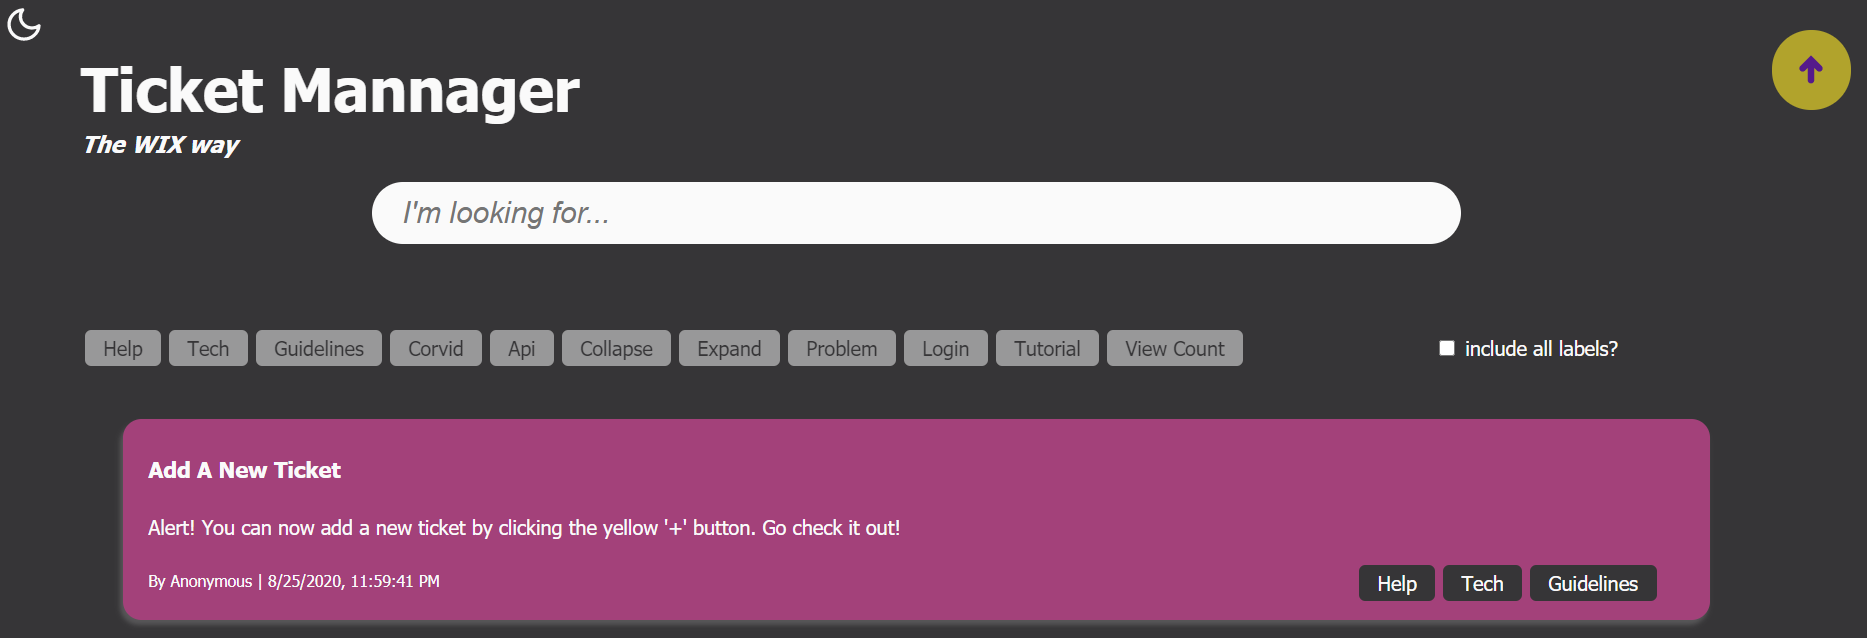 Ticket Mannager
The WIX way
I'm looking for...
Help Tech Guidelines Corvid Api Collapse Expand Problem Login Tutorial View Count include all labels?
Add A New Ticket
Alert! You can now add a new ticket by clicking the yellow '+' button. Go check it out!
By Anonymous | 8/25/2020, 11:59:41 PM
Help Tech Guidelines